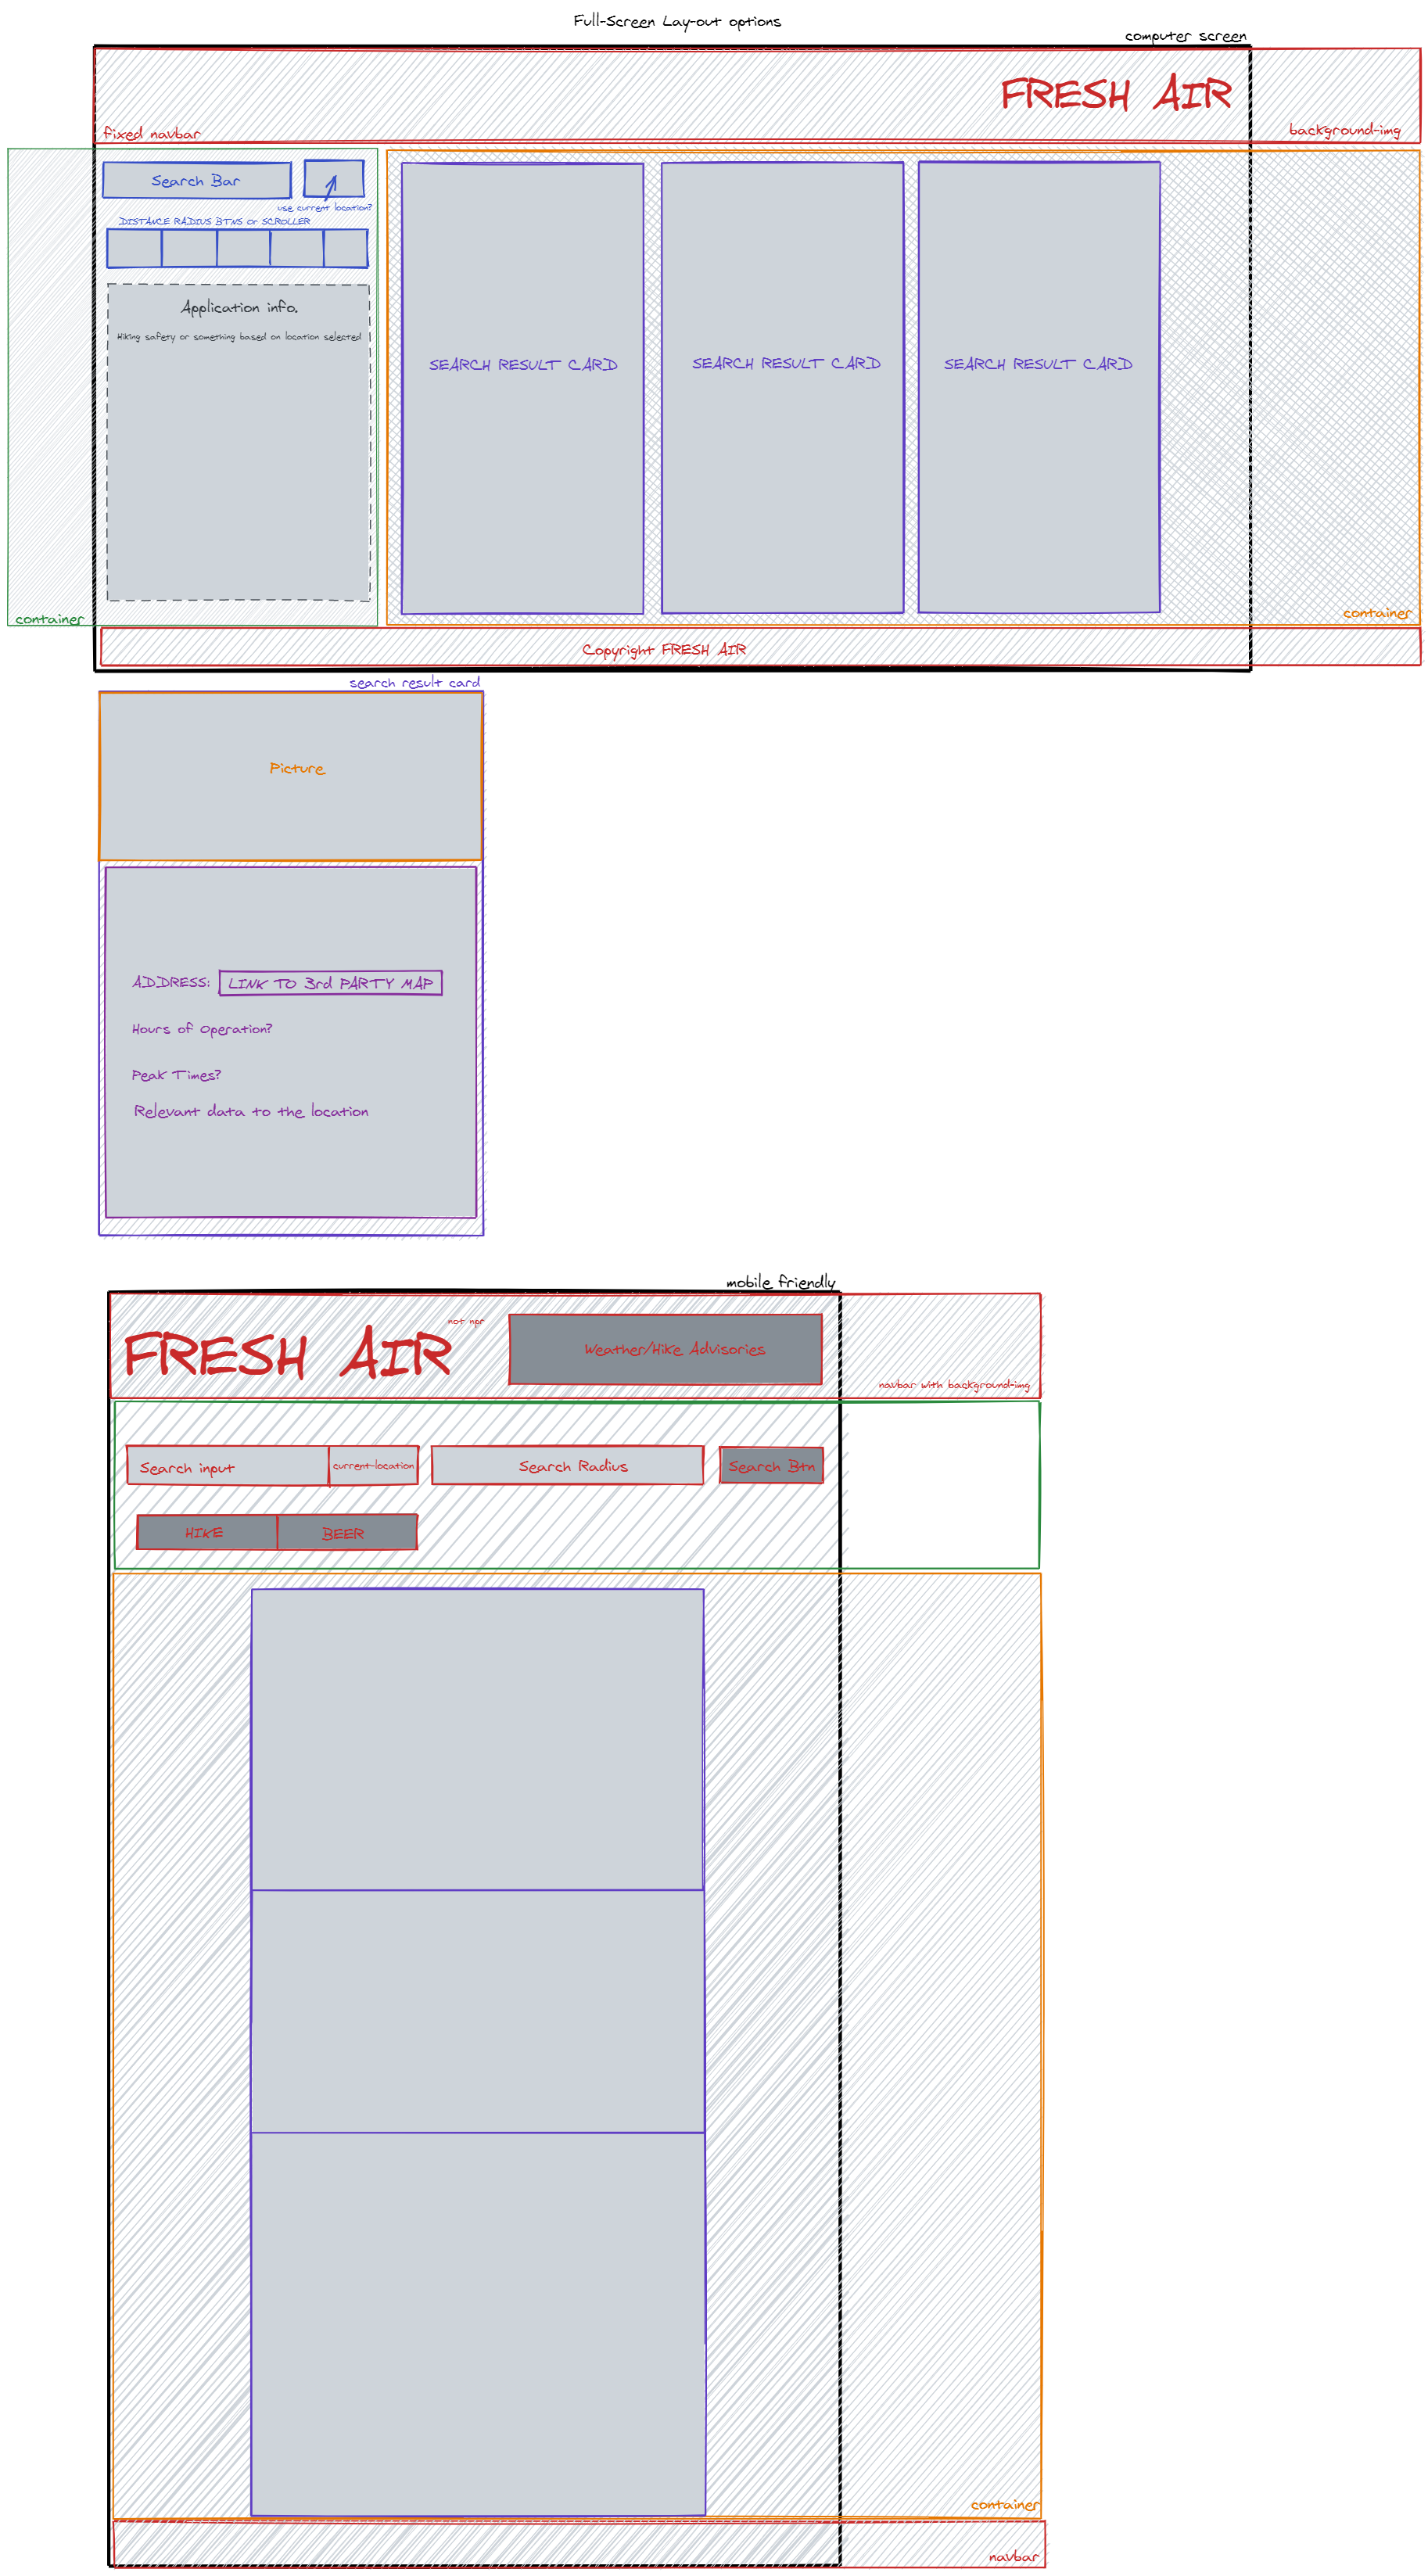 Full-Screen Lay-out options
computer screen
FRESH AIR
fixed navbar
background-img
Search Bar
use current location?
DISTANCE RADIUS BTNS or SCROLLER
Application info.
Hiking safety or something based on location selected
SEARCH RESULT CARD
SEARCH RESULT CARD
SEARCH RESULT CARD
container
container
Copyright FRESH AIR
search result card
Picture
ADDRESS: LINK TO 3rd PARTY MAP
Hours of Operation?
Peak Times?
Relevant data to the location
mobile friendly
FRESH AIR
not npr
Weather/Hike Advisories
navbar with background-img
Search input
current-location
Search Radius
Search Btn
HIKE
BEER
container
navbar